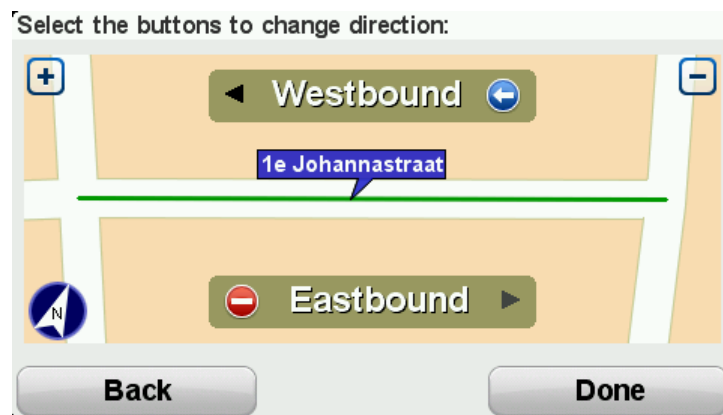 Select the buttons to change direction:
Westbound
1e Johannastraat
Eastbound
N
Back
Done